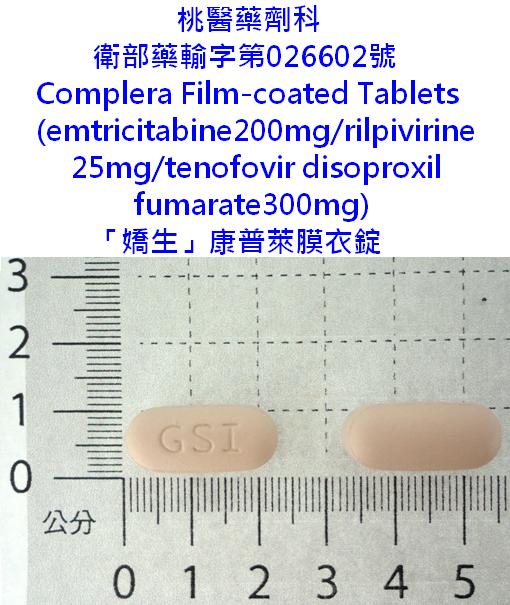 桃醫藥劑科
衛部藥輸字第026602號
Complera Film-coated Tablets
(emtricitabine200mg/rilpivirine
25mg/tenofovir disoproxil
fumarate300mg)
「嬌生」康普萊膜衣錠
3
2
1
0
GSI
公分
0 1 2 3 4 5